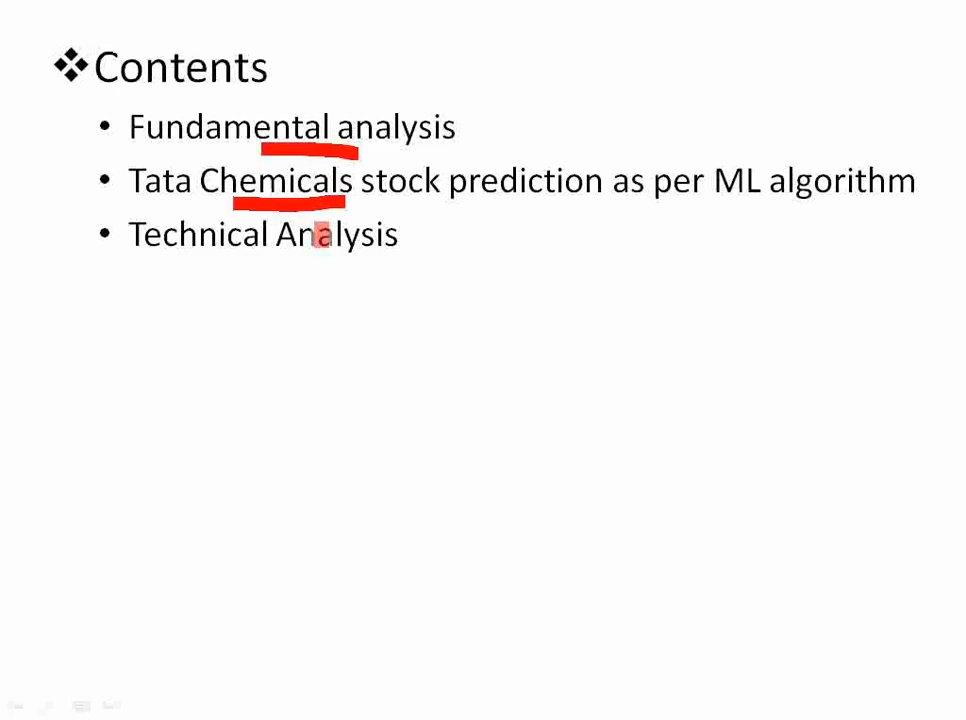 ❖Contents
• Fundamental analysis
• Tata Chemicals stock prediction as per ML algorithm
• Technical Analysis